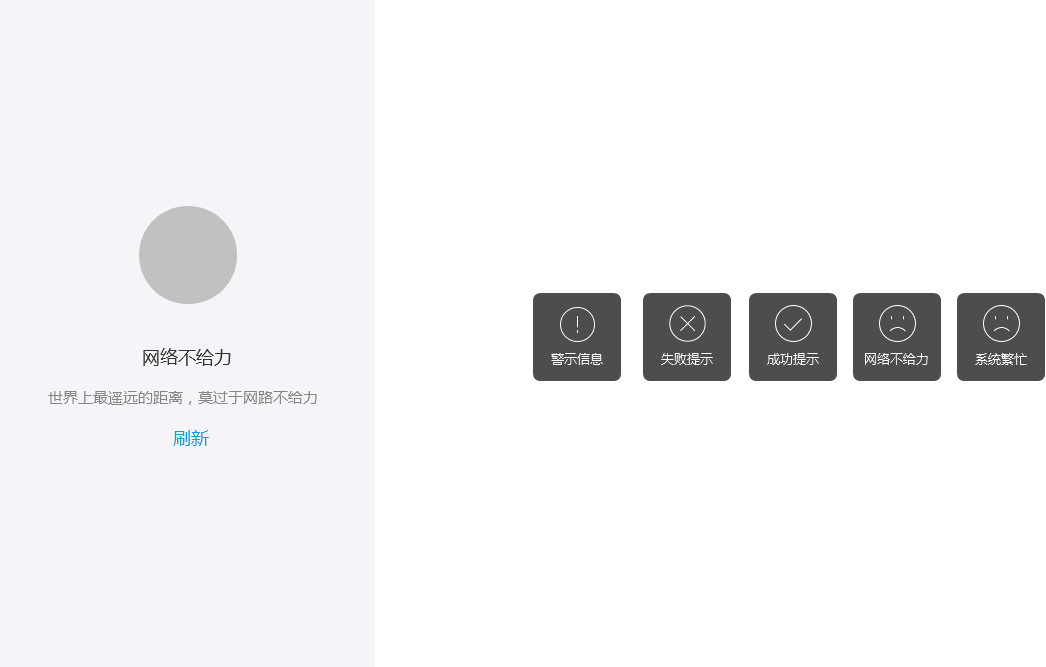 网络不给力
世界上最遥远的距离，莫过于网路不给力
刷新
警示信息
失败提示
成功提示
网络不给力
系统繁忙